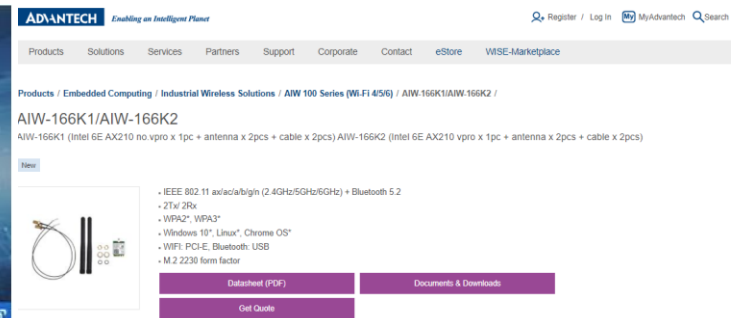 ADVANTECH Enabling an Intelligent Planet
Register / Log In My MyAdvantech Search
Products Solutions Services Partners Support Corporate Contact eStore WISE-Marketplace
Products / Embedded Computing / Industrial Wireless Solutions / AIW 100 Series (Wi-Fi 4/5/6) / AIW-166K1/AIW-166K2 /
AIW-166K1/AIW-166K2
AIW-166K1 (Intel 6E AX210 no.vpro x 1pc + antenna x 2pcs + cable x 2pcs) AIW-166K2 (Intel 6E AX210 vpro x 1pc + antenna x 2pcs + cable x 2pcs)
New
• IEEE 802.11 ax/ac/a/b/g/n (2.4GHz/5GHz/6GHz) + Bluetooth 5.2
• 2Tx/ 2Rx
• WPA2*, WPA3*
• Windows 10*, Linux*, Chrome OS*
• WIFI: PCI-E, Bluetooth: USB
• M.2 2230 form factor
Datasheet (PDF) Documents & Downloads
Get Quote